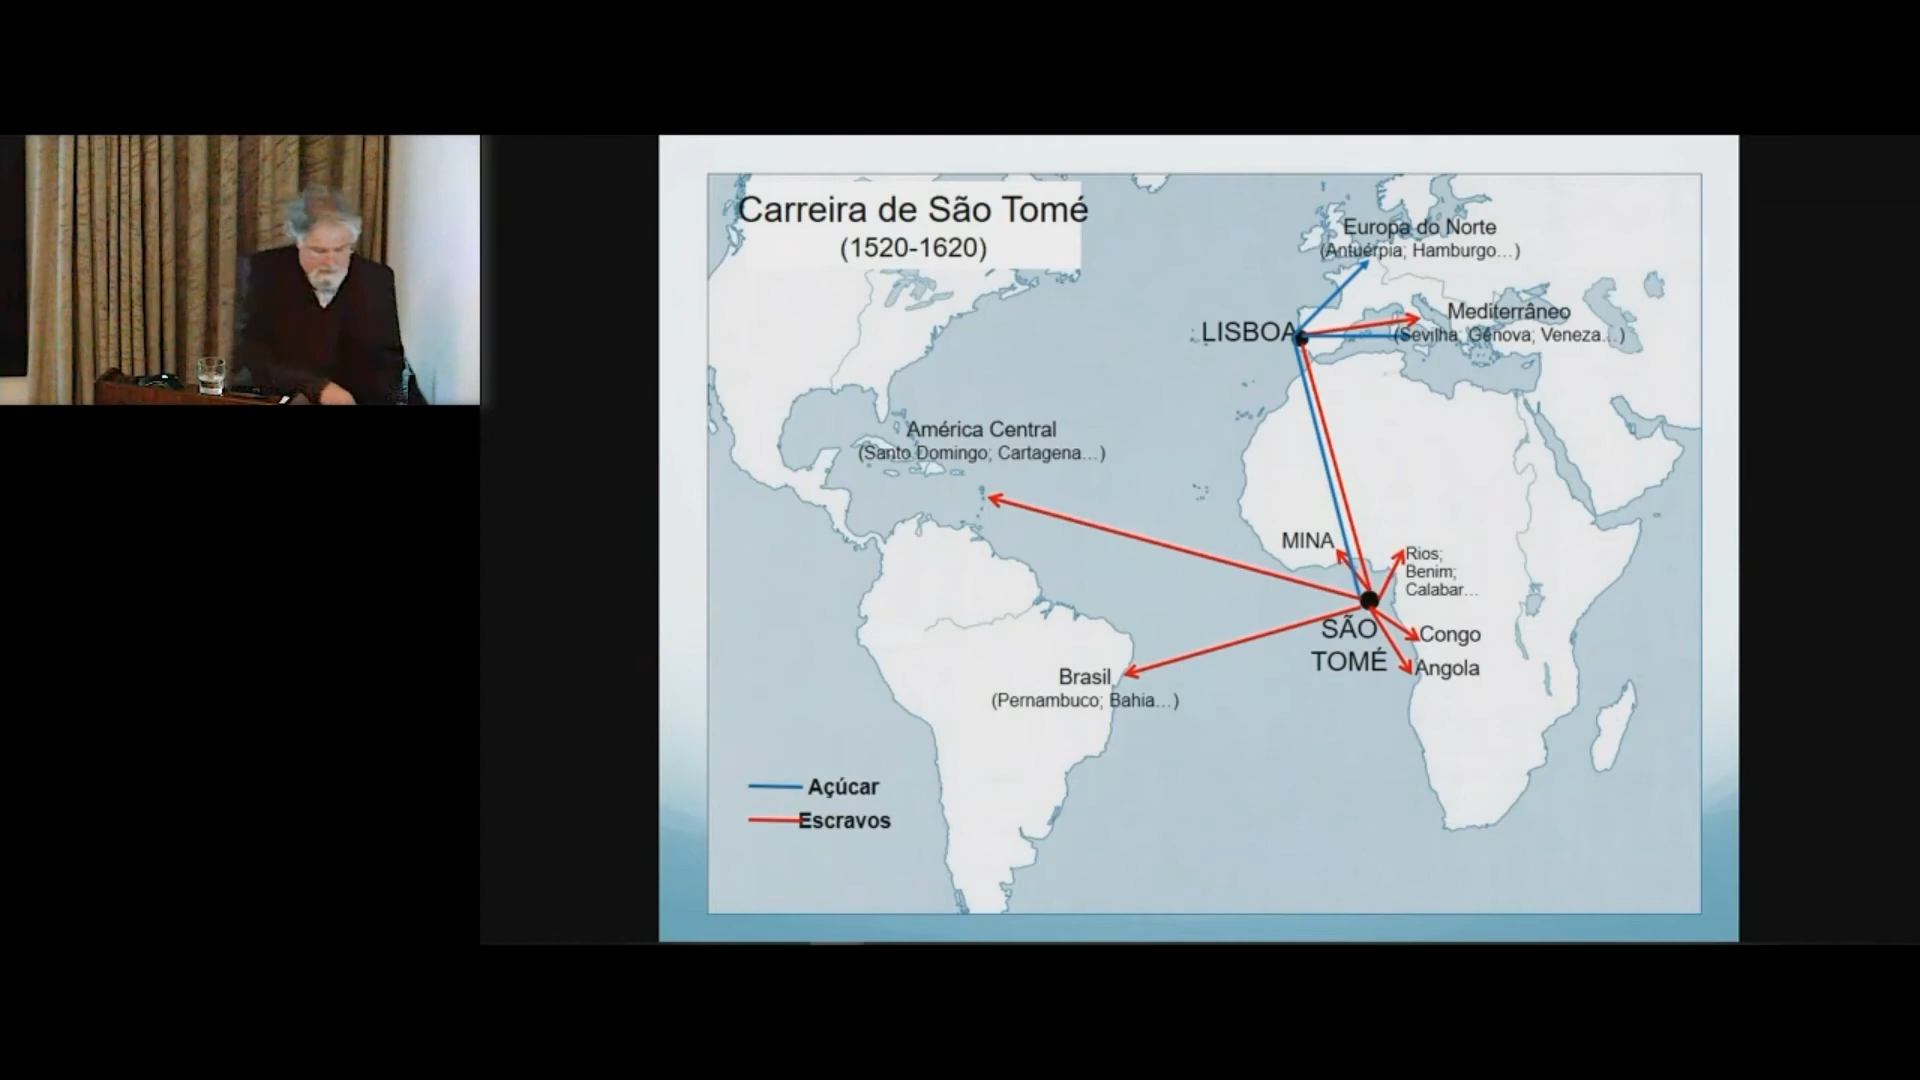 Carreira de São Tomé
(1520-1620)
Europa do Norte
(Antuérpia; Hamburgo...)
LISBOA
Mediterrâneo
(Sevilha; Génova; Veneza...)
América Central
(Santo Domingo; Cartagena...)
MINA
Rios;
Benim;
Calabar...
SÃO
TOMÉ
Congo
Angola
Brasil
(Pernambuco; Bahia...)
Açúcar
Escravos